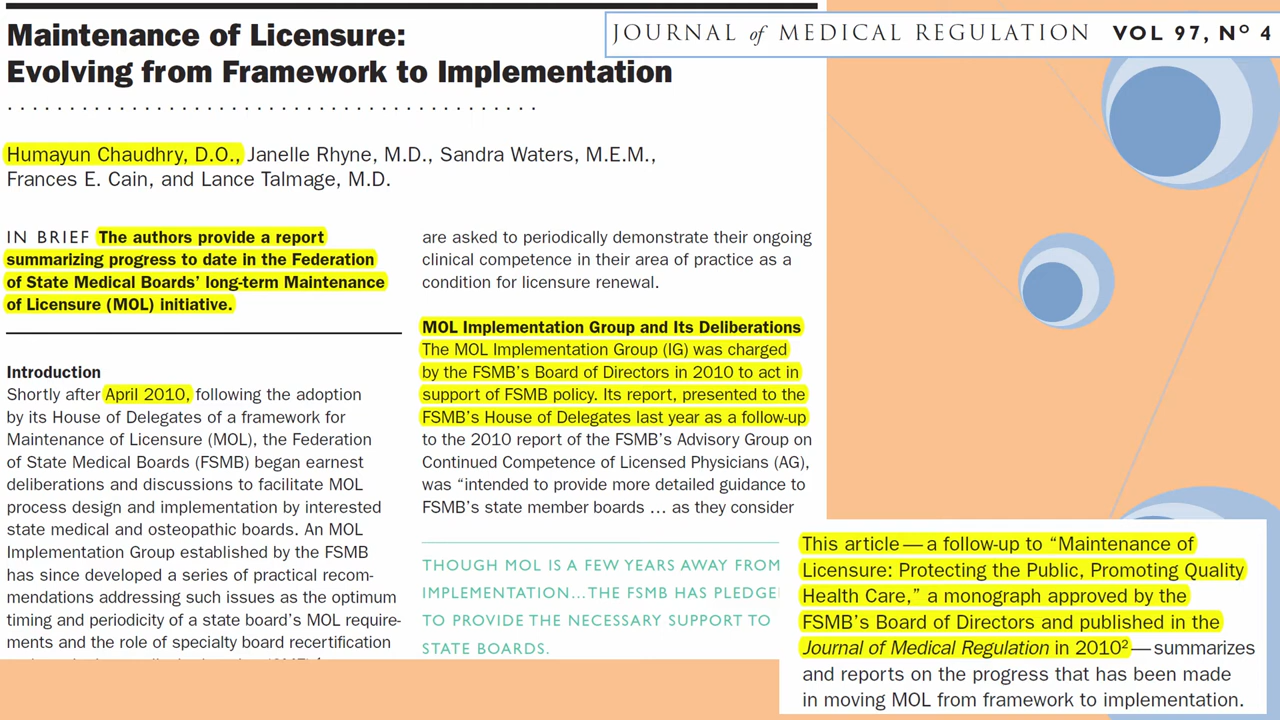 Maintenance of Licensure:
Evolving from Framework to Implementation
JOURNAL of MEDICAL REGULATION VOL 97, Nº 4
Humayun Chaudhry, D.O., Janelle Rhyne, M.D., Sandra Waters, M.E.M.,
Frances E. Cain, and Lance Talmage, M.D.
IN BRIEF The authors provide a report
summarizing progress to date in the Federation
of State Medical Boards’ long-term Maintenance
of Licensure (MOL) initiative.
Introduction
Shortly after April 2010, following the adoption
by its House of Delegates of a framework for
Maintenance of Licensure (MOL), the Federation
of State Medical Boards (FSMB) began earnest
deliberations and discussions to facilitate MOL
process design and implementation by interested
state medical and osteopathic boards. An MOL
Implementation Group established by the FSMB
has since developed a series of practical recom-
mendations addressing such issues as the optimum
timing and periodicity of a state board’s MOL require-
ments and the role of specialty board recertification
are asked to periodically demonstrate their ongoing
clinical competence in their area of practice as a
condition for licensure renewal.
MOL Implementation Group and Its Deliberations
The MOL Implementation Group (IG) was charged
by the FSMB’s Board of Directors in 2010 to act in
support of FSMB policy. Its report, presented to the
FSMB’s House of Delegates last year as a follow-up
to the 2010 report of the FSMB’s Advisory Group on
Continued Competence of Licensed Physicians (AG),
was “intended to provide more detailed guidance to
FSMB’s state member boards … as they consider
THOUGH MOL IS A FEW YEARS AWAY FROM
IMPLEMENTATION...THE FSMB HAS PLEDGE
TO PROVIDE THE NECESSARY SUPPORT TO
STATE BOARDS.
This article — a follow-up to “Maintenance of
Licensure: Protecting the Public, Promoting Quality
Health Care,” a monograph approved by the
FSMB’s Board of Directors and published in the
Journal of Medical Regulation in 2010² — summarizes
and reports on the progress that has been made
in moving MOL from framework to implementation.